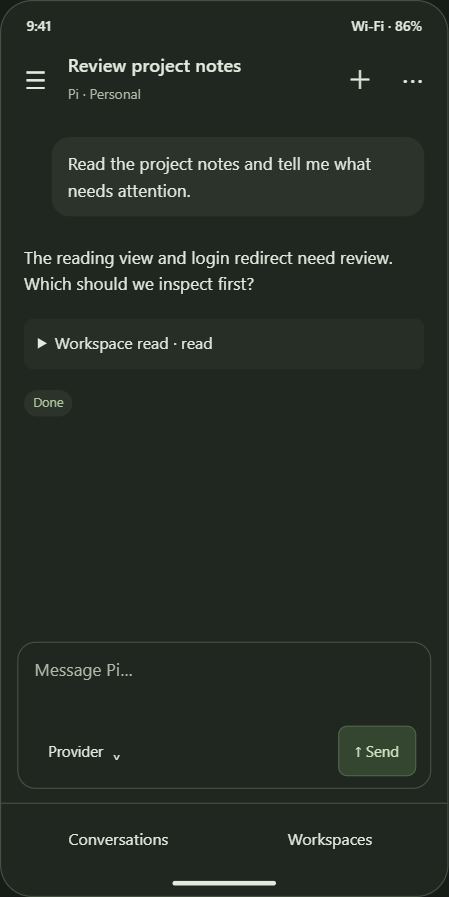 9:41
Wi-Fi · 86%
Review project notes
Pi · Personal
Read the project notes and tell me what
needs attention.
The reading view and login redirect need review.
Which should we inspect first?
Workspace read · read
Done
Message Pi...
Provider
↑ Send
Conversations
Workspaces